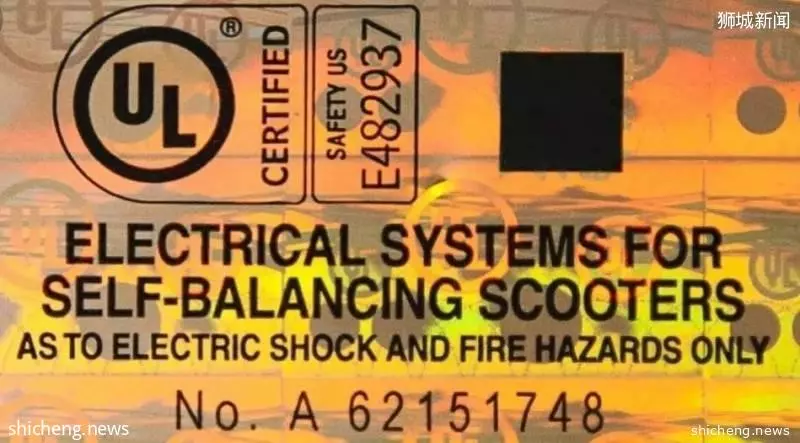 狮城新闻
UL
®
CERTIFIED
SAFETY US
E482937
ELECTRICAL SYSTEMS FOR
SELF-BALANCING SCOOTERS
AS TO ELECTRIC SHOCK AND FIRE HAZARDS ONLY
No. A 62151748
shicheng.news
shicheng.news